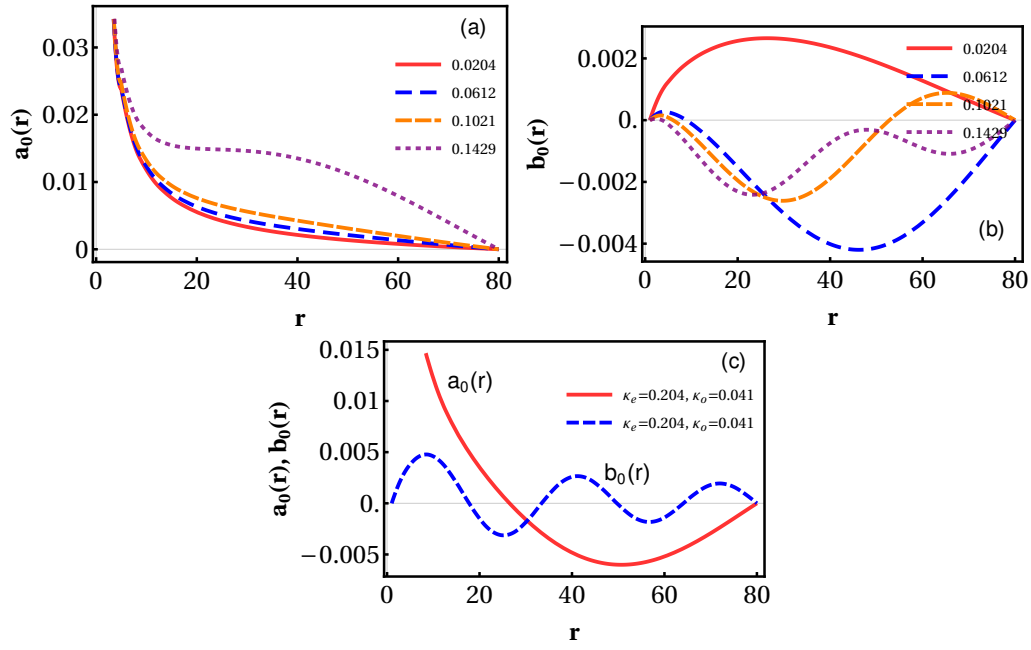 (a)
0.03
0.02
0.01
0
a₀(r)
0.0204
0.0612
0.1021
0.1429
0 20 40 60 80
r
0.002
0.
−0.002
−0.004
b₀(r)
0.0204
0.0612
0.1021
0.1429
(b)
0 20 40 60 80
r
(c)
0.015
0.01
0.005
0.
−0.005
a₀(r), b₀(r)
a₀(r)
κₑ=0.204, κₒ=0.041
κₑ=0.204, κₒ=0.041
b₀(r)
0 20 40 60 80
r